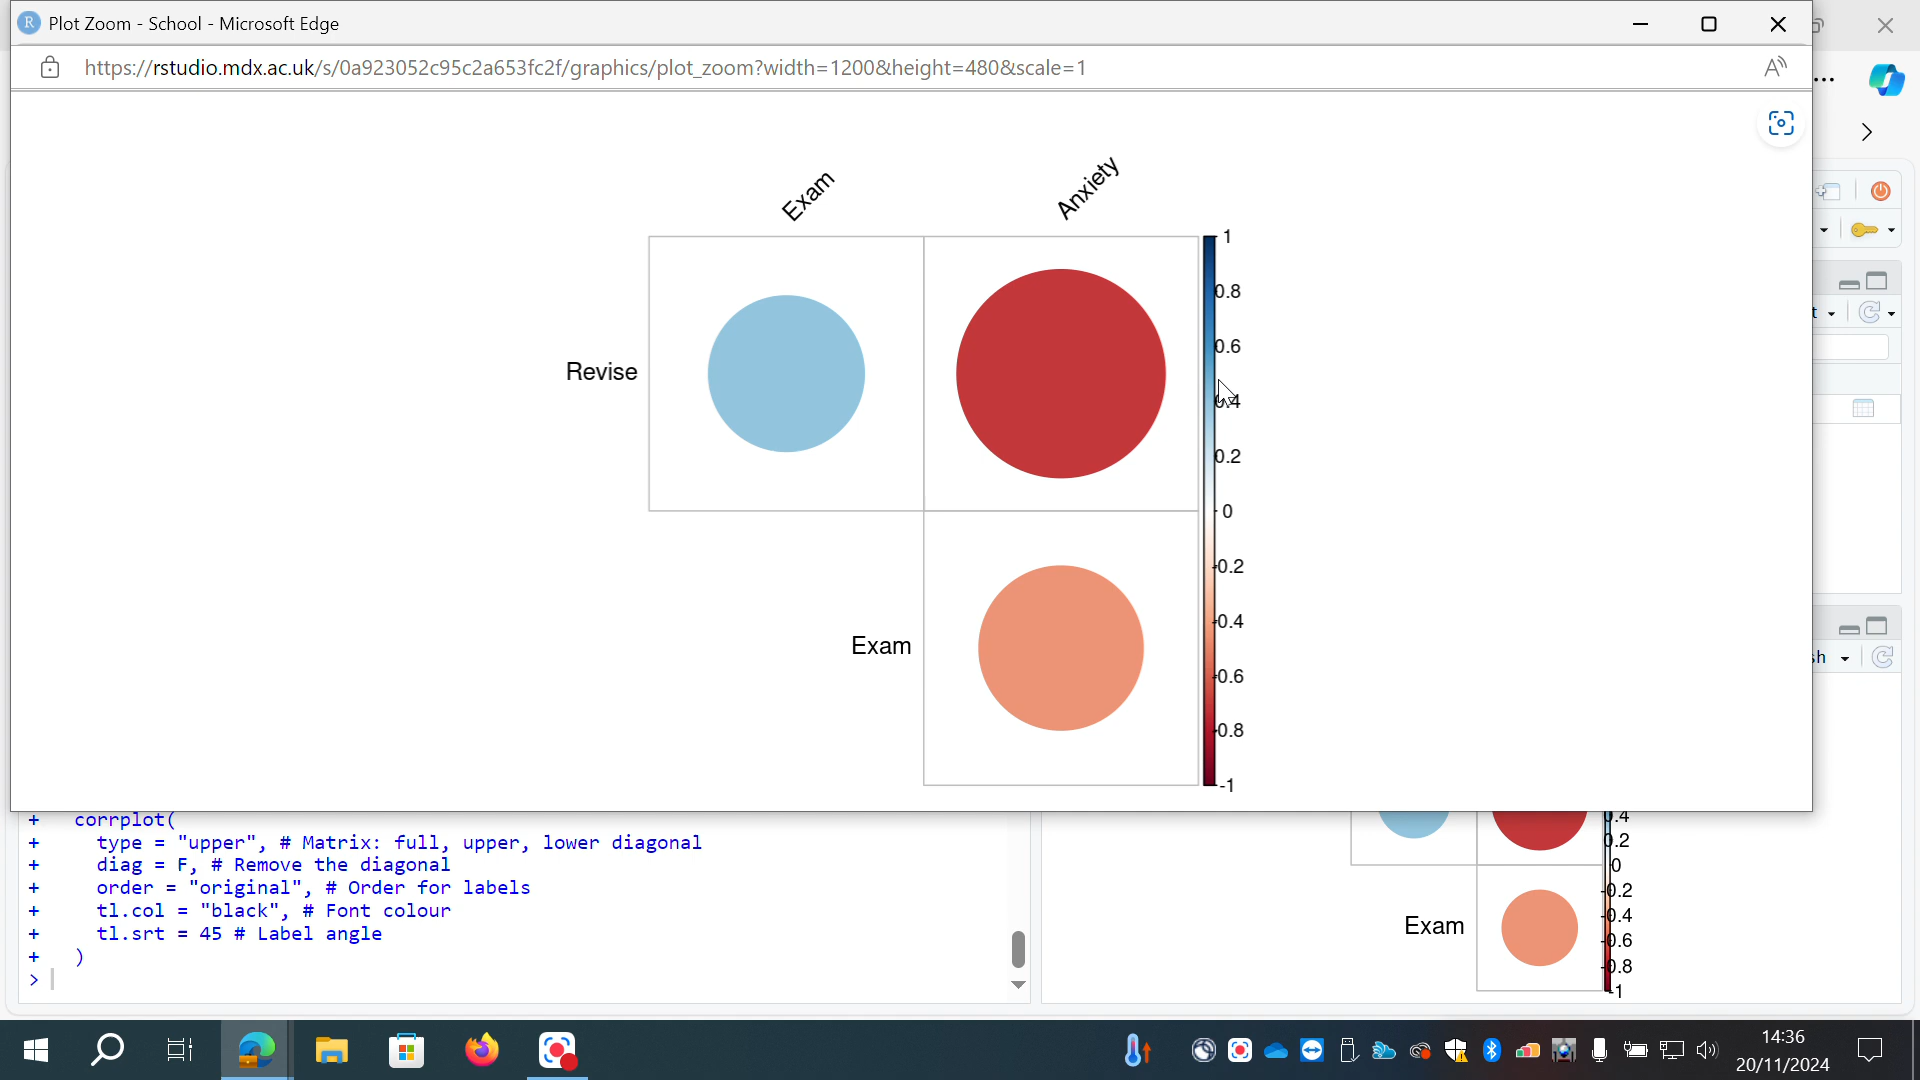 Plot Zoom - School - Microsoft Edge
https://rstudio.mdx.ac.uk/s/0a923052c95c2a653fc2f/graphics/plot_zoom?width=1200&height=480&scale=1
Exam
Anxiety
Revise
Exam
1
0.8
0.6
0.4
0.2
0
-0.2
-0.4
-0.6
-0.8
-1
+ corrplot(
+ type = "upper", # Matrix: full, upper, lower diagonal
+ diag = F, # Remove the diagonal
+ order = "original", # Order for labels
+ tl.col = "black", # Font colour
+ tl.srt = 45 # Label angle
+ )
>
Exam
0.4
0.2
0
-0.2
-0.4
-0.6
-0.8
-1
14:36
20/11/2024